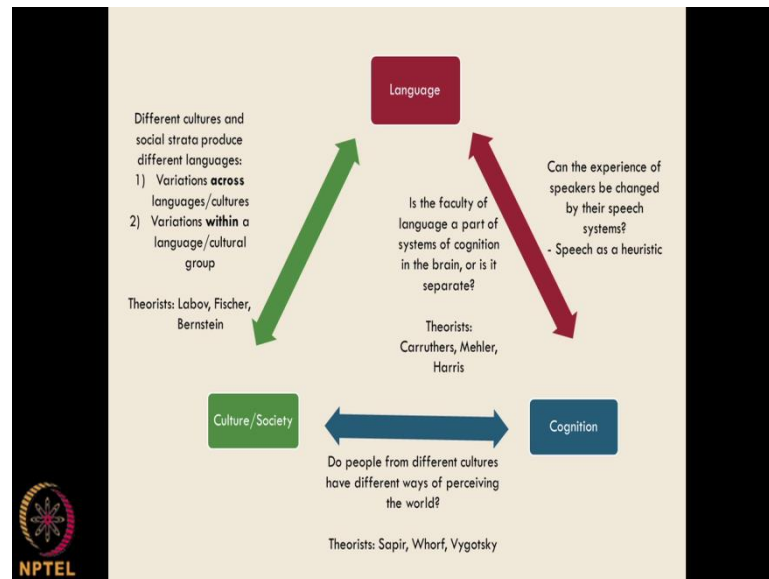 Language
Different cultures and
social strata produce
different languages:
1) Variations across
languages/cultures
2) Variations within a
language/cultural
group
Theorists: Labov, Fischer,
Bernstein
Is the faculty of
language a part of
systems of cognition
in the brain, or is it
separate?
Theorists:
Carruthers, Mehler,
Harris
Can the experience of
speakers be changed
by their speech
systems?
- Speech as a heuristic
Culture/Society
Cognition
Do people from different cultures
have different ways of perceiving
the world?
Theorists: Sapir, Whorf, Vygotsky
NPTEL